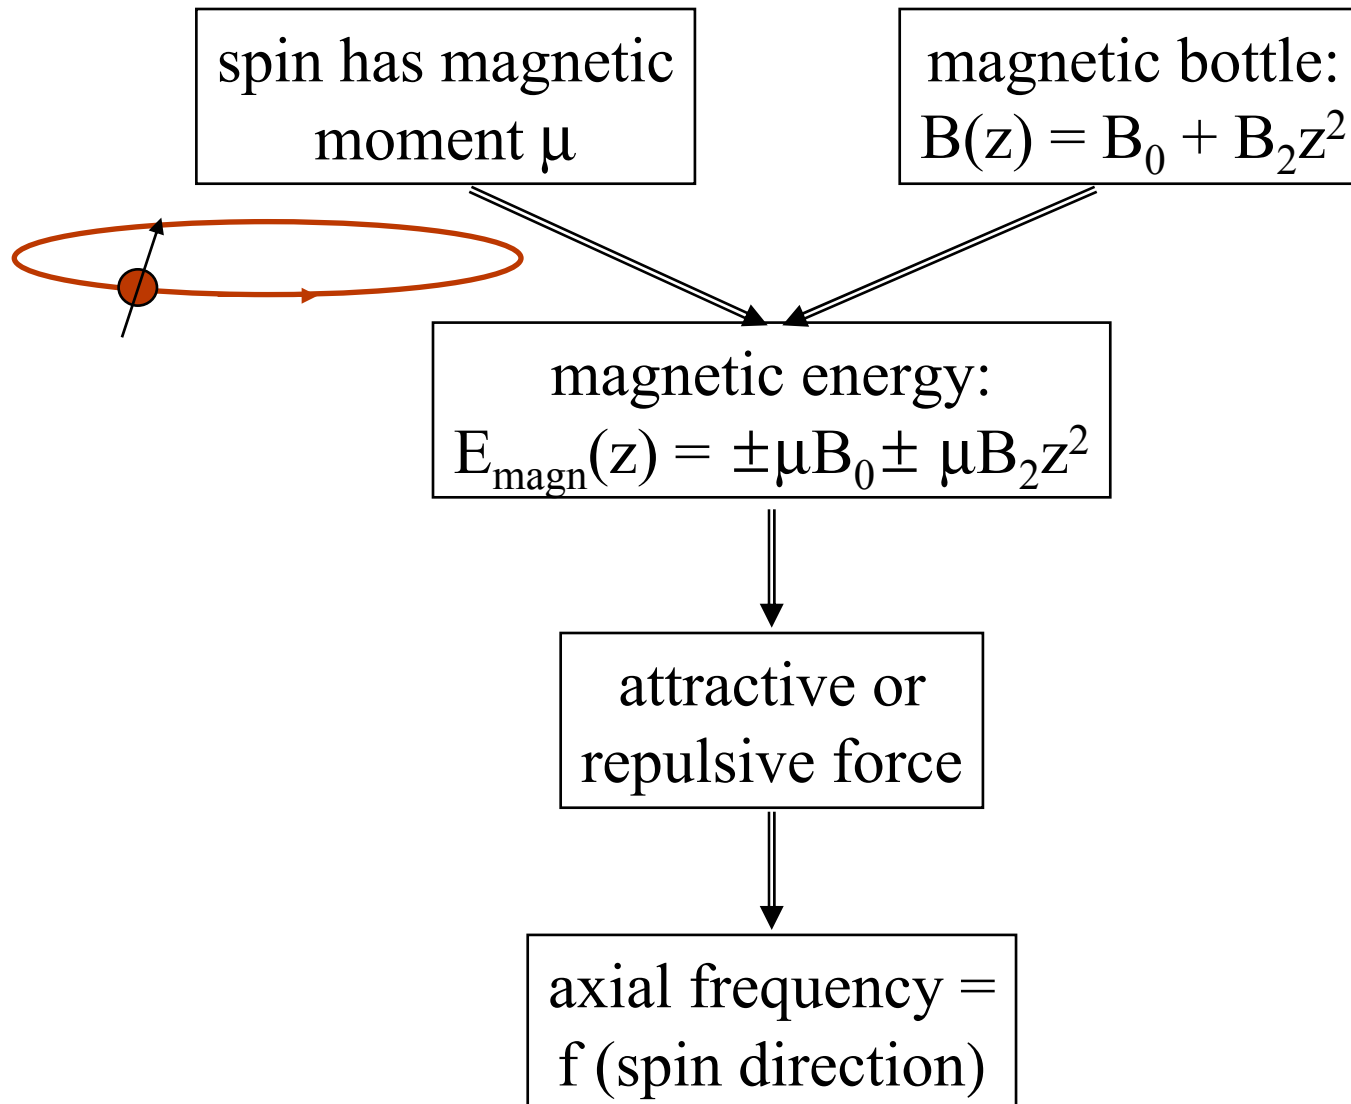 spin has magnetic
moment μ
magnetic bottle:
B(z) = B₀ + B₂z²
magnetic energy:
Eₘₐgₙ(z) = ±μB₀± μB₂z²
attractive or
repulsive force
axial frequency =
f (spin direction)